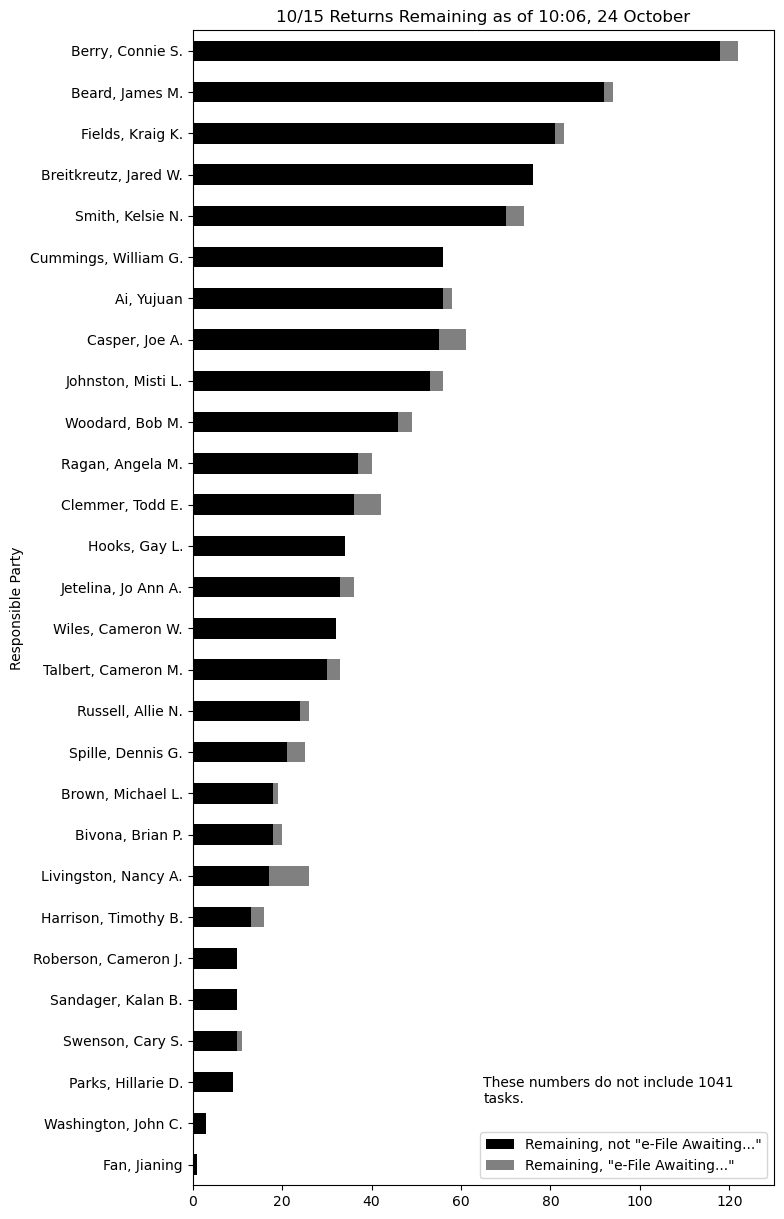 10/15 Returns Remaining as of 10:06, 24 October
Responsible Party
Berry, Connie S.
Beard, James M.
Fields, Kraig K.
Breitkreutz, Jared W.
Smith, Kelsie N.
Cummings, William G.
Ai, Yujuan
Casper, Joe A.
Johnston, Misti L.
Woodard, Bob M.
Ragan, Angela M.
Clemmer, Todd E.
Hooks, Gay L.
Jetelina, Jo Ann A.
Wiles, Cameron W.
Talbert, Cameron M.
Russell, Allie N.
Spille, Dennis G.
Brown, Michael L.
Bivona, Brian P.
Livingston, Nancy A.
Harrison, Timothy B.
Roberson, Cameron J.
Sandager, Kalan B.
Swenson, Cary S.
Parks, Hillarie D.
Washington, John C.
Fan, Jianing
These numbers do not include 1041
tasks.
Remaining, not "e-File Awaiting..."
Remaining, "e-File Awaiting..."
0 20 40 60 80 100 120